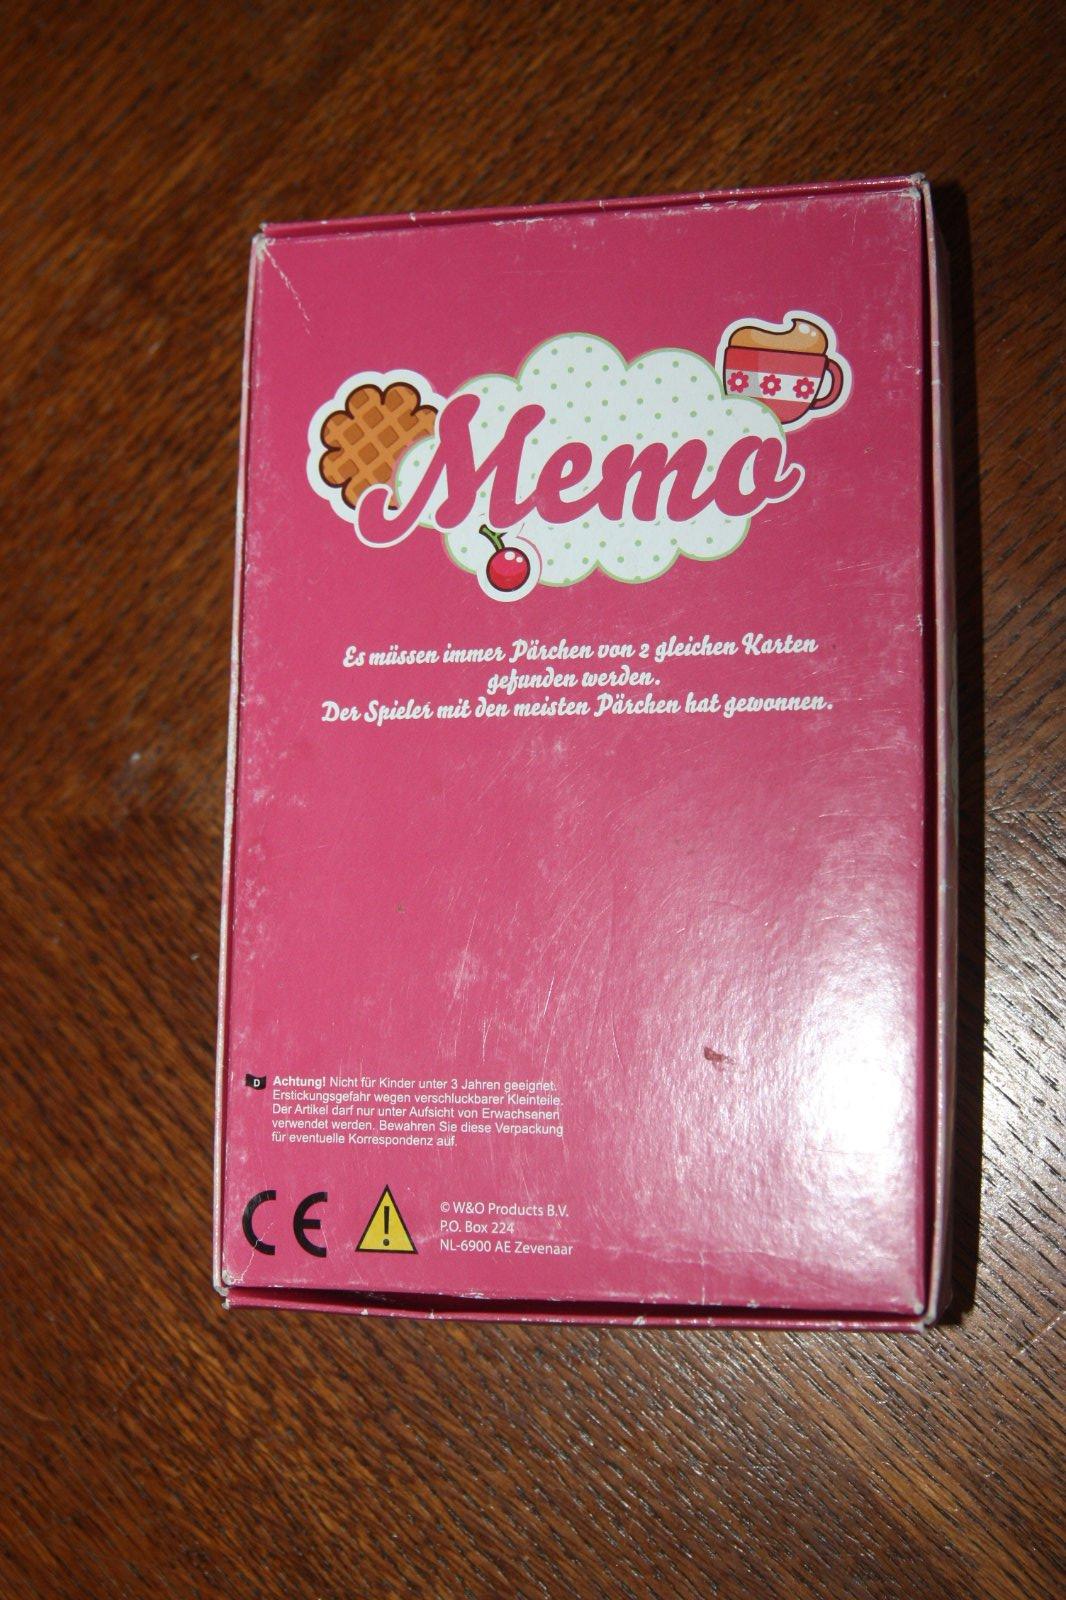 Memo
Es müssen immer Pärchen von 2 gleichen Karten
gefunden werden.
Der Spieler mit den meisten Pärchen hat gewonnen.
D
Achtung! Nicht für Kinder unter 3 Jahren geeignet.
Erstickungsgefahr wegen verschluckbarer Kleinteile.
Der Artikel darf nur unter Aufsicht von Erwachsenen
verwendet werden. Bewahren Sie diese Verpackung
für eventuelle Korrespondenz auf.
CE
!
© W&O Products B.V.
P.O. Box 224
NL-6900 AE Zevenaar